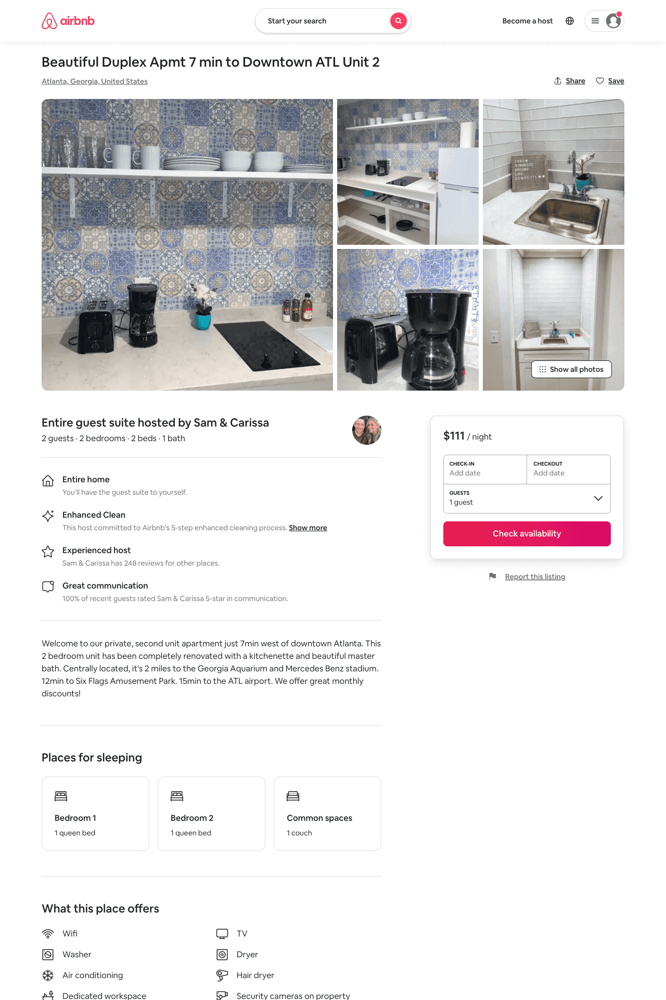 airbnb
Start your search
Become a host
Beautiful Duplex Apmt 7 min to Downtown ATL Unit 2
Atlanta, Georgia, United States
Share
Save
THROW
KINDNESS
AROUND
LIKE
CONFETTI♥♥
Show all photos
Entire guest suite hosted by Sam & Carissa
2 guests · 2 bedrooms · 2 beds · 1 bath
Entire home
You’ll have the guest suite to yourself.
Enhanced Clean
This host committed to Airbnb's 5-step enhanced cleaning process. Show more
Experienced host
Sam & Carissa has 248 reviews for other places.
Great communication
100% of recent guests rated Sam & Carissa 5-star in communication.
$111 / night
CHECK-IN
Add date
CHECKOUT
Add date
GUESTS
1 guest
Check availability
Report this listing
Welcome to our private, second unit apartment just 7min west of downtown Atlanta. This
2 bedroom unit has been completely renovated with a kitchenette and beautiful master
bath. Centrally located, it's 2 miles to the Georgia Aquarium and Mercedes Benz stadium.
12min to Six Flags Amusement Park. 15min to the ATL airport. We offer great monthly
discounts!
Places for sleeping
Bedroom 1
1 queen bed
Bedroom 2
1 queen bed
Common spaces
1 couch
What this place offers
Wifi
TV
Washer
Dryer
Air conditioning
Hair dryer
Dedicated workspace
Security cameras on property